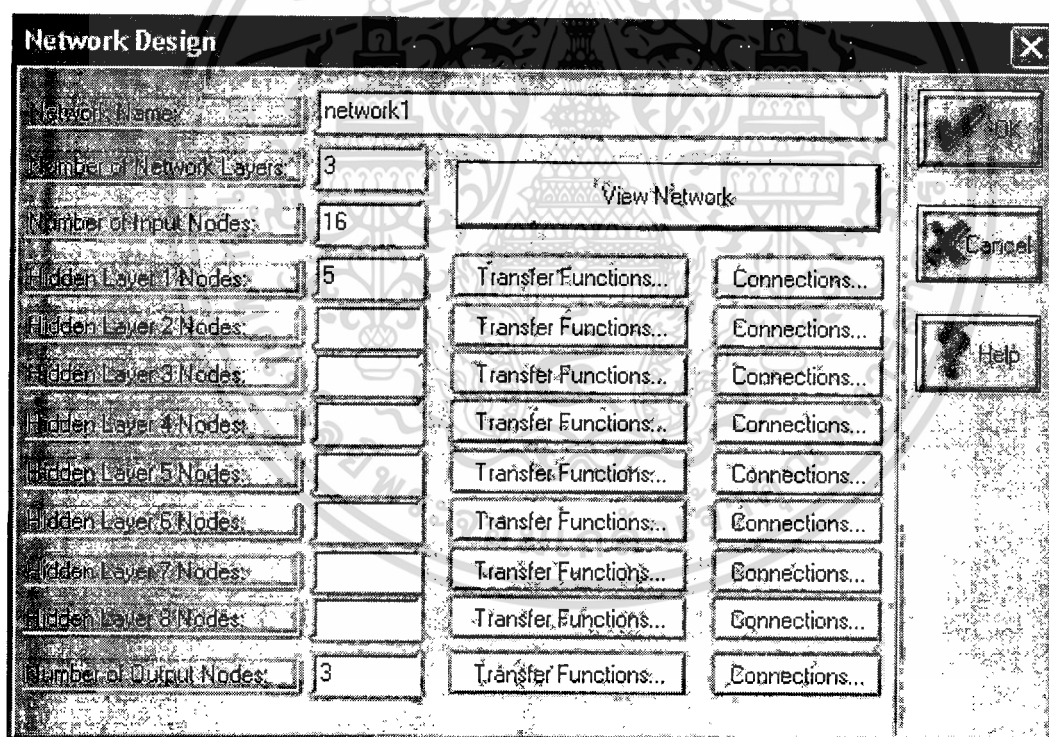 Network Design
Network Name: network1
Number of Network Layers: 3
View Network
Number of Input Nodes: 16
Hidden Layer 1 Nodes: 5 Transfer Functions... Connections...
Hidden Layer 2 Nodes: Transfer Functions... Connections...
Hidden Layer 3 Nodes: Transfer Functions... Connections...
Hidden Layer 4 Nodes: Transfer Functions... Connections...
Hidden Layer 5 Nodes: Transfer Functions... Connections...
Hidden Layer 6 Nodes: Transfer Functions... Connections...
Hidden Layer 7 Nodes: Transfer Functions... Connections...
Hidden Layer 8 Nodes: Transfer Functions... Connections...
Number of Output Nodes: 3 Transfer Functions... Connections...
OK
Cancel
Help